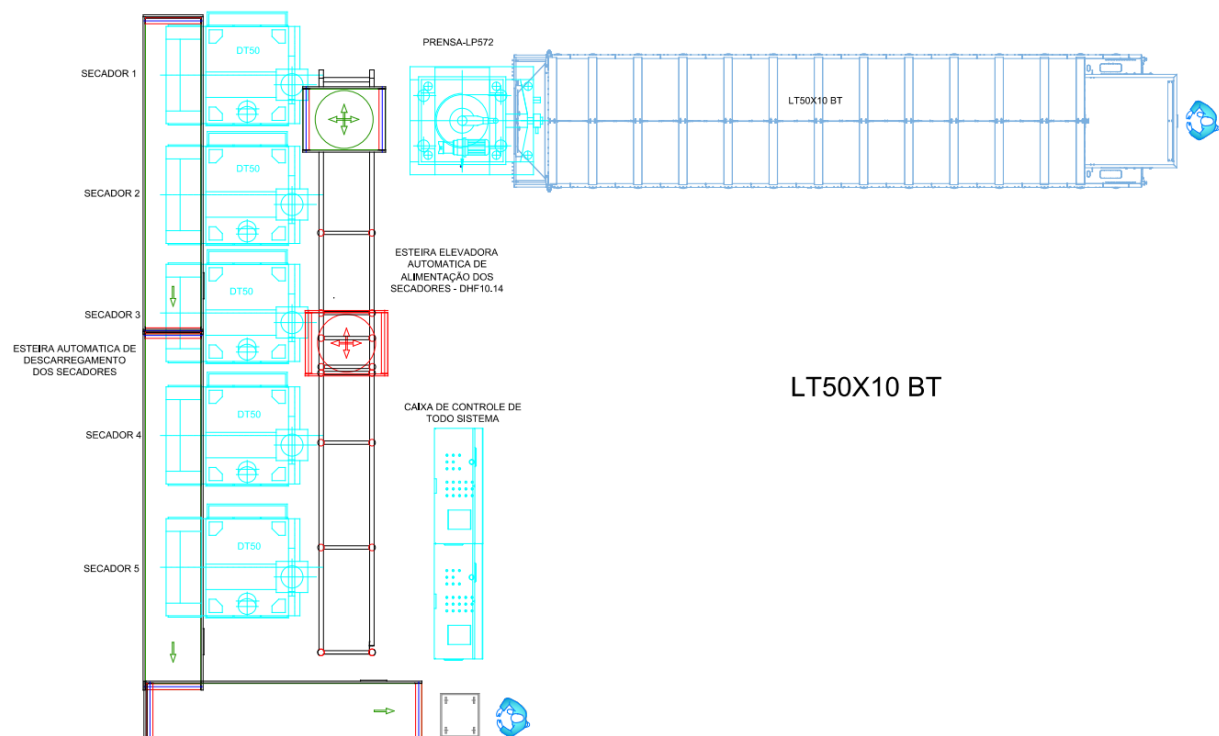 DT50
PRENSA-LP572
SECADOR 1
LT50X10 BT
DT50
SECADOR 2
ESTEIRA ELEVADORA
AUTOMATICA DE
ALIMENTAÇÃO DOS
SECADORES - DHF10.14
DT50
SECADOR 3
ESTEIRA AUTOMATICA DE
DESCARREGAMENTO
DOS SECADORES
LT50X10 BT
CAIXA DE CONTROLE DE
TODO SISTEMA
DT50
SECADOR 4
DT50
SECADOR 5